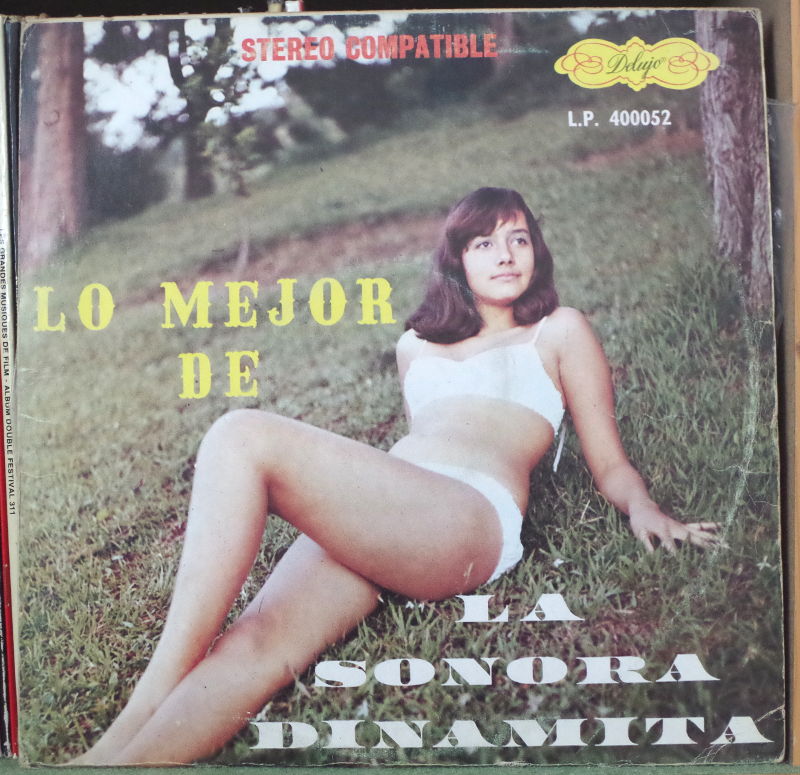 STEREO COMPATIBLE
Delujo
L.P. 400052
LO MEJOR
DE
LA
SONORA
DINAMITA
LES GRANDES MUSIQUES DE FILM - ALBUM DOUBLE FESTIVAL 311